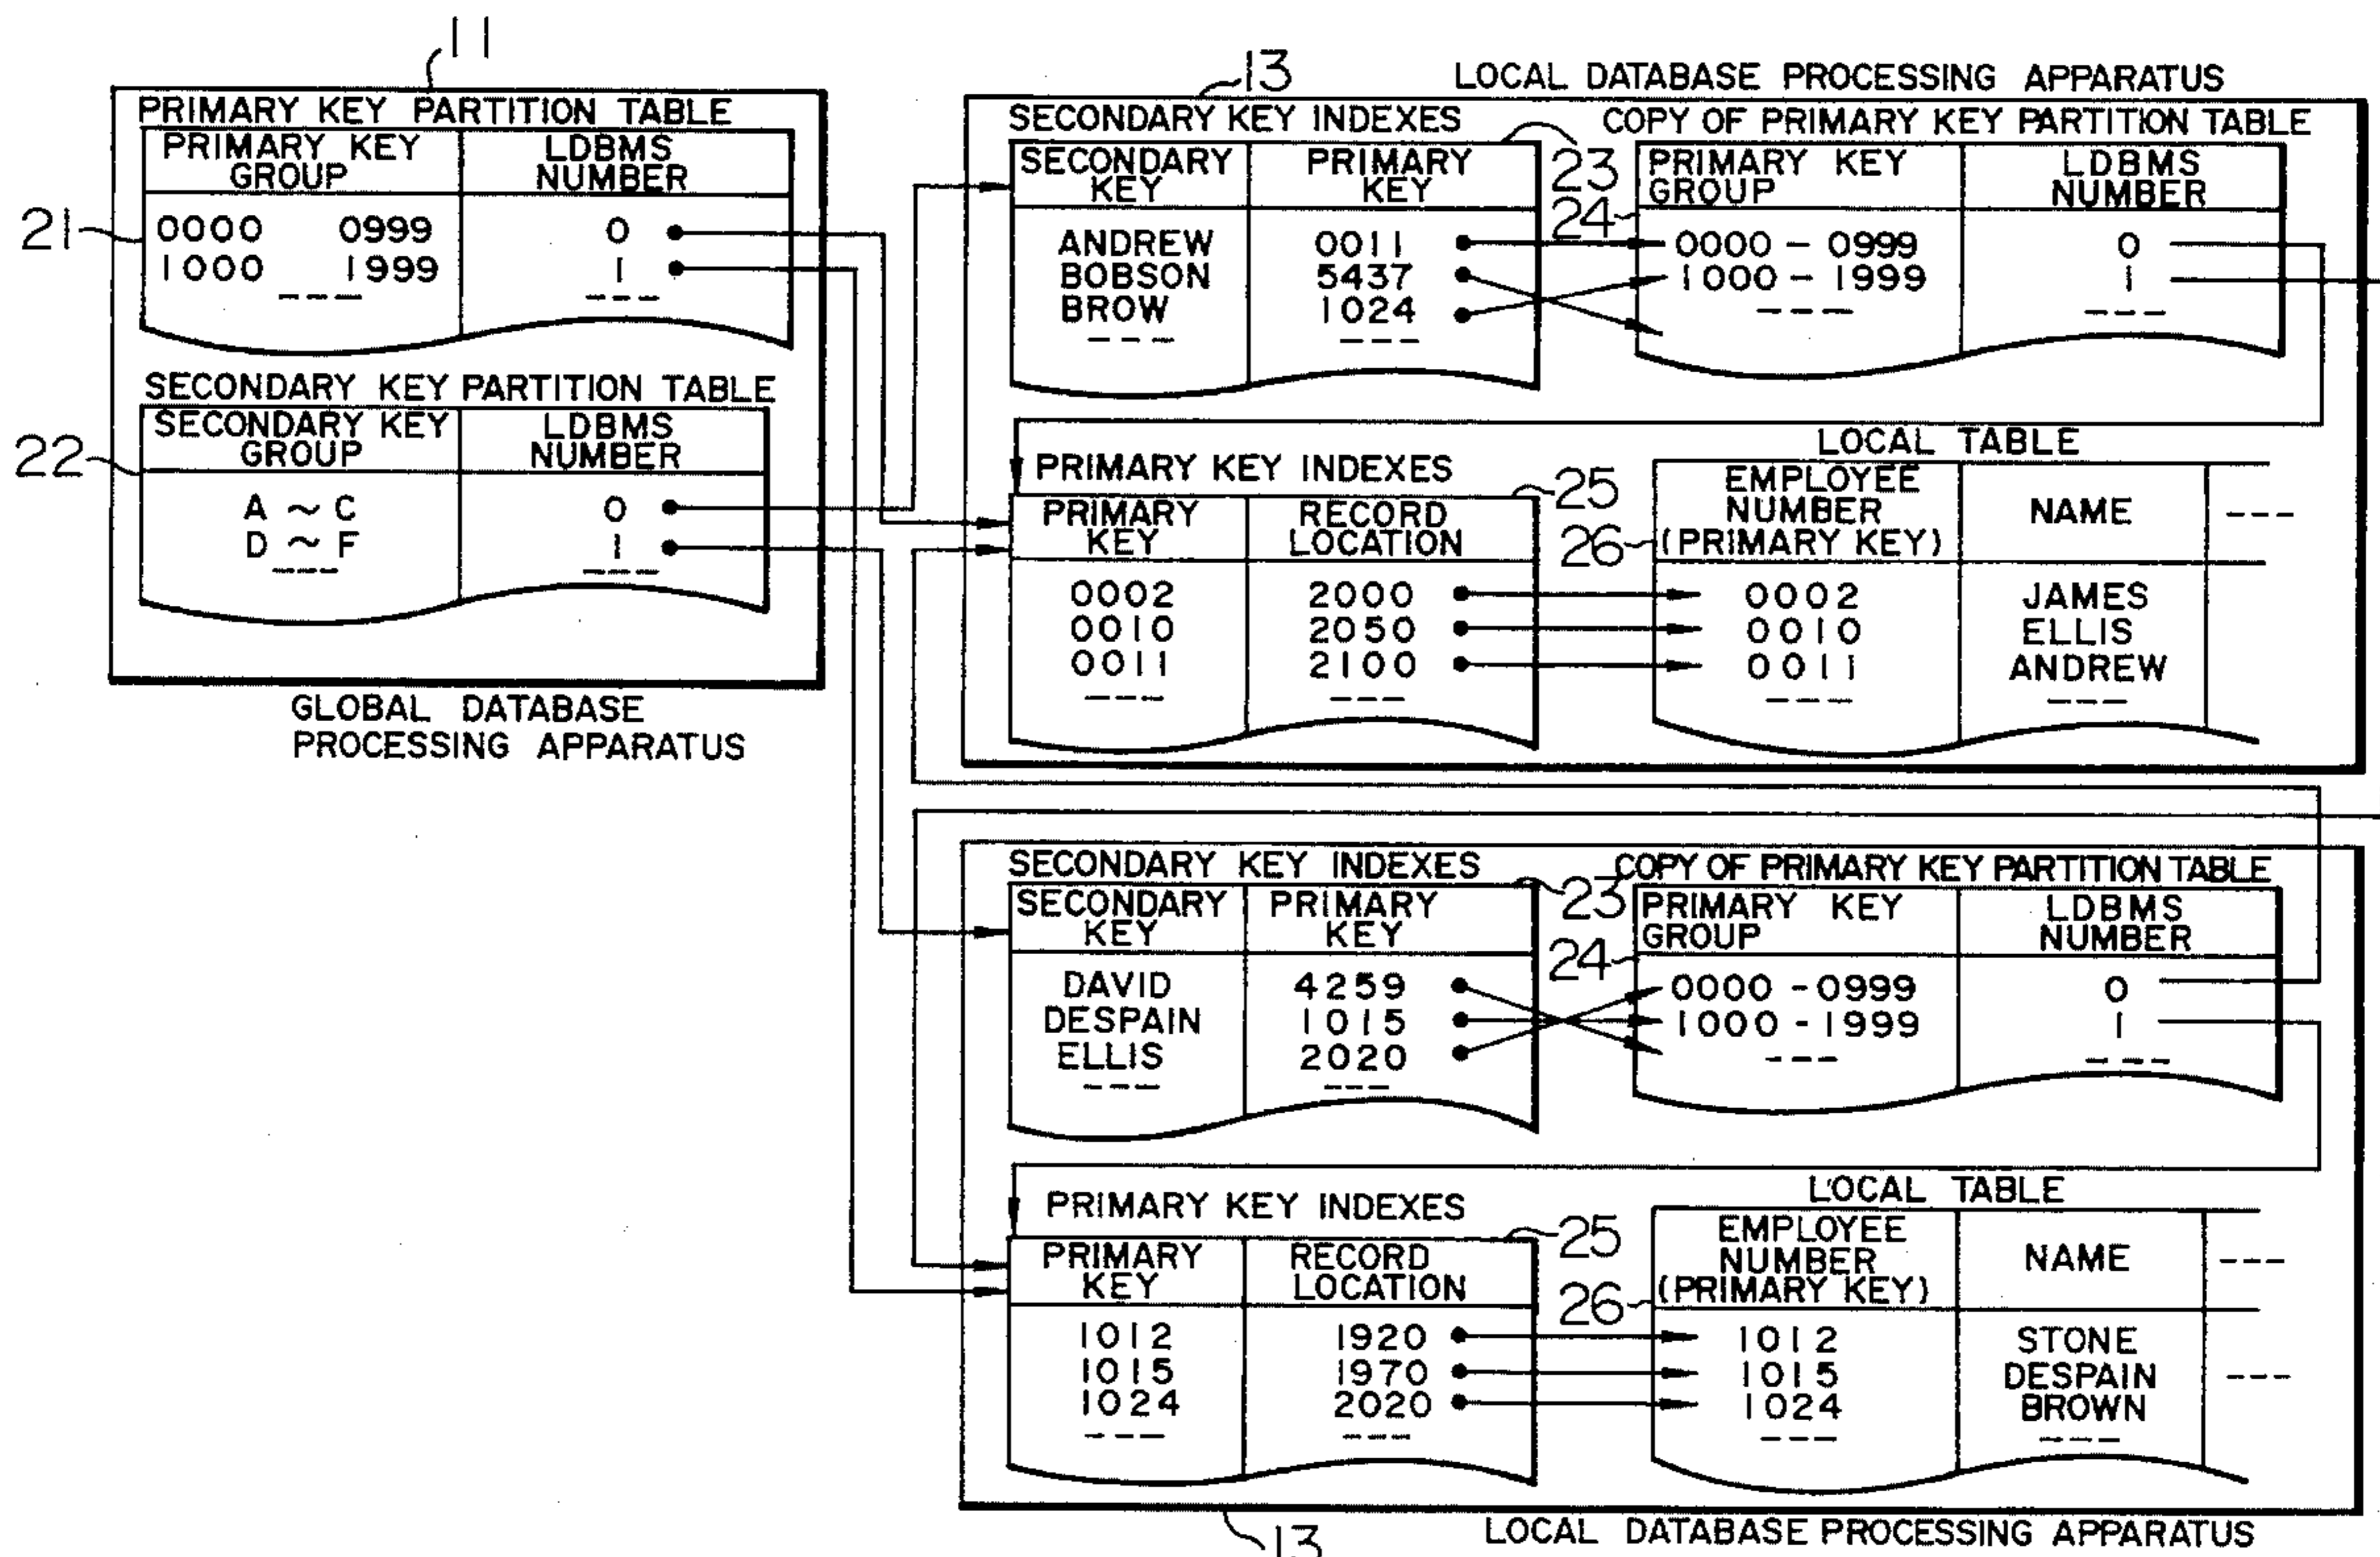 11
PRIMARY KEY PARTITION TABLE
PRIMARY KEY GROUP
LDBMS NUMBER
21
0000 0999 0
1000 1999 1
--- ---
SECONDARY KEY PARTITION TABLE
SECONDARY KEY GROUP
LDBMS NUMBER
22
A ~ C 0
D ~ F 1
--- ---
GLOBAL DATABASE
PROCESSING APPARATUS
13
LOCAL DATABASE PROCESSING APPARATUS
SECONDARY KEY INDEXES
23
SECONDARY KEY
PRIMARY KEY
ANDREW 0011
BOBSON 5437
BROW 1024
--- ---
COPY OF PRIMARY KEY PARTITION TABLE
24
PRIMARY KEY GROUP
LDBMS NUMBER
0000 - 0999 0
1000 - 1999 1
--- ---
PRIMARY KEY INDEXES
25
PRIMARY KEY
RECORD LOCATION
0002 2000
0010 2050
0011 2100
--- ---
LOCAL TABLE
26
EMPLOYEE NUMBER (PRIMARY KEY)
NAME ---
0002 JAMES
0010 ELLIS
0011 ANDREW
--- ---
SECONDARY KEY INDEXES
23
SECONDARY KEY
PRIMARY KEY
DAVID 4259
DESPAIN 1015
ELLIS 2020
--- ---
COPY OF PRIMARY KEY PARTITION TABLE
24
PRIMARY KEY GROUP
LDBMS NUMBER
0000 - 0999 0
1000 - 1999 1
--- ---
PRIMARY KEY INDEXES
25
PRIMARY KEY
RECORD LOCATION
1012 1920
1015 1970
1024 2020
--- ---
LOCAL TABLE
26
EMPLOYEE NUMBER (PRIMARY KEY)
NAME ---
1012 STONE
1015 DESPAIN ---
1024 BROWN
--- ---
13
LOCAL DATABASE PROCESSING APPARATUS